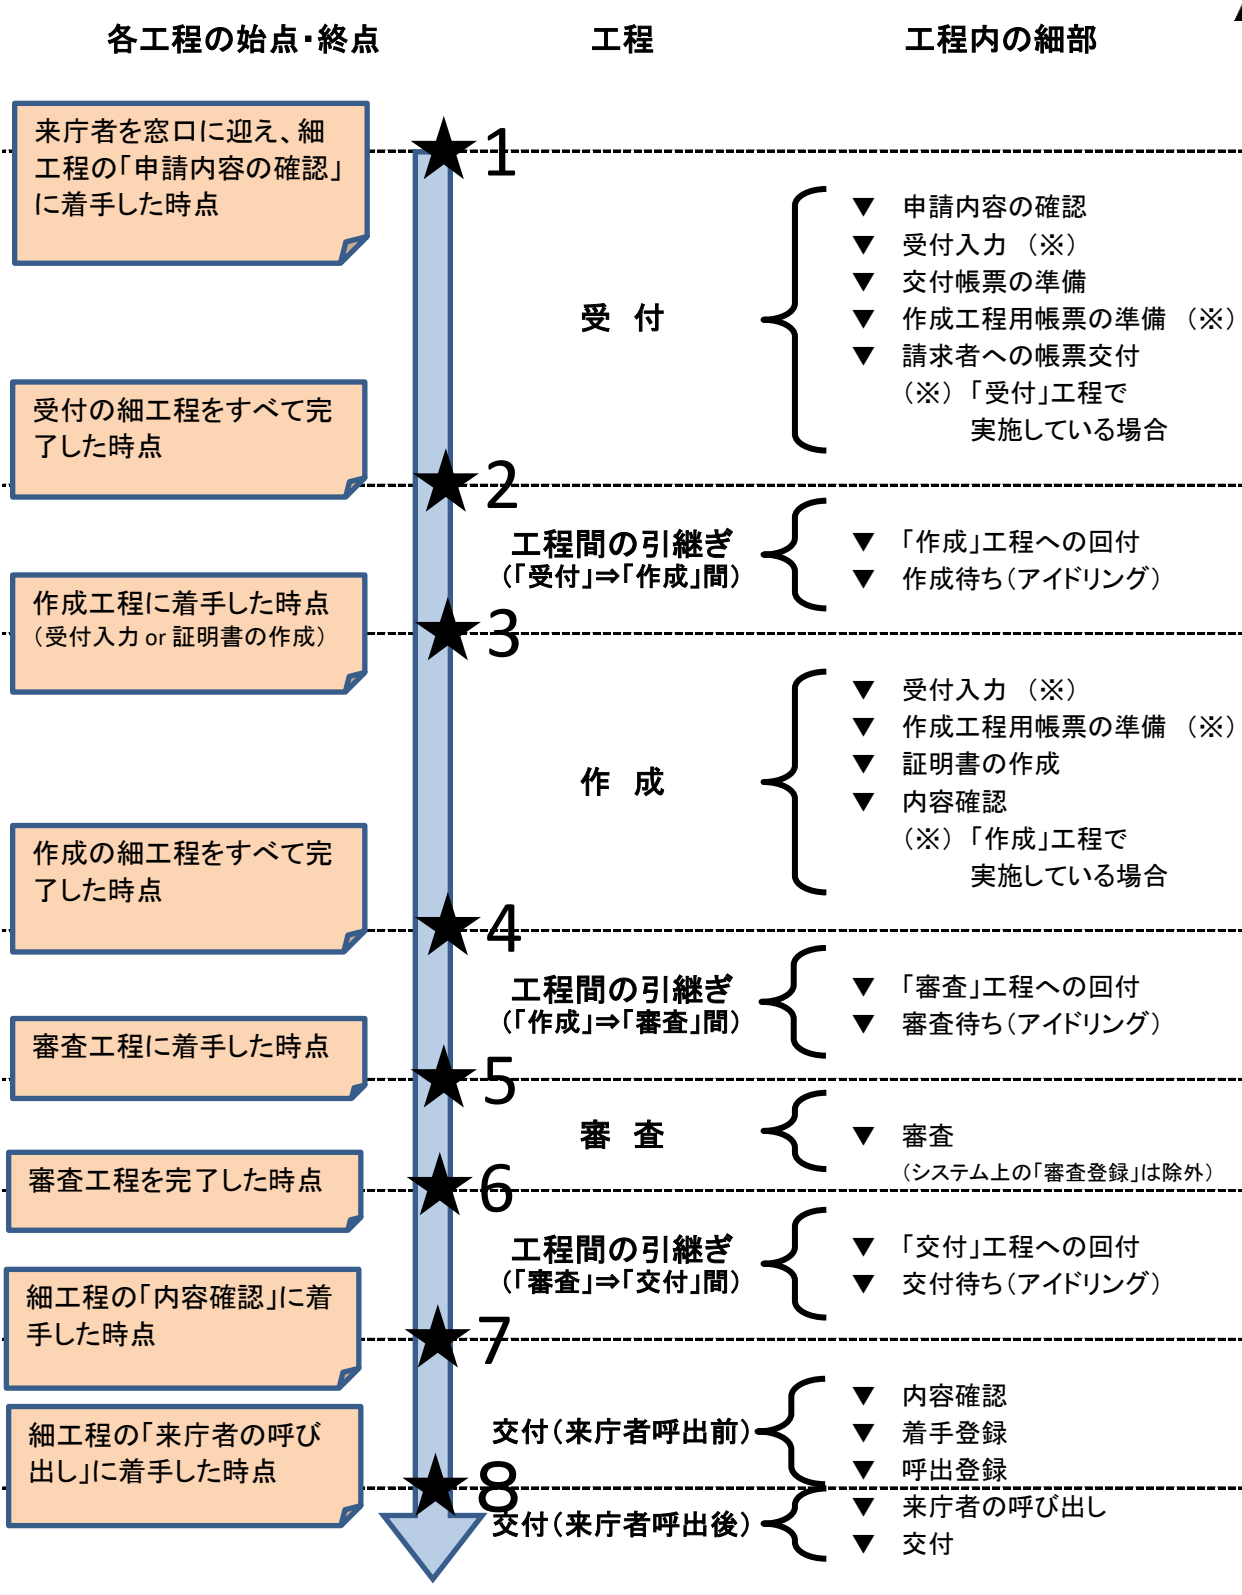 各工程の始点・終点
工程
工程内の細部
来庁者を窓口に迎え、細
工程の「申請内容の確認」
に着手した時点
1
受　付
▼　申請内容の確認
▼　受付入力　（※）
▼　交付帳票の準備
▼　作成工程用帳票の準備　（※）
▼　請求者への帳票交付
（※）「受付」工程で
実施している場合
受付の細工程をすべて完
了した時点
2
工程間の引継ぎ
（「受付」⇒「作成」間）
▼　「作成」工程への回付
▼　作成待ち（アイドリング）
作成工程に着手した時点
（受付入力 or 証明書の作成）
3
作　成
▼　受付入力　（※）
▼　作成工程用帳票の準備　（※）
▼　証明書の作成
▼　内容確認
（※）「作成」工程で
実施している場合
作成の細工程をすべて完
了した時点
4
工程間の引継ぎ
（「作成」⇒「審査」間）
▼　「審査」工程への回付
▼　審査待ち（アイドリング）
審査工程に着手した時点
5
審　査
▼　審査
（システム上の「審査登録」は除外）
審査工程を完了した時点
6
工程間の引継ぎ
（「審査」⇒「交付」間）
▼　「交付」工程への回付
▼　交付待ち（アイドリング）
細工程の「内容確認」に着
手した時点
7
交付（来庁者呼出前）
▼　内容確認
▼　着手登録
▼　呼出登録
細工程の「来庁者の呼び
出し」に着手した時点
8
交付（来庁者呼出後）
▼　来庁者の呼び出し
▼　交付